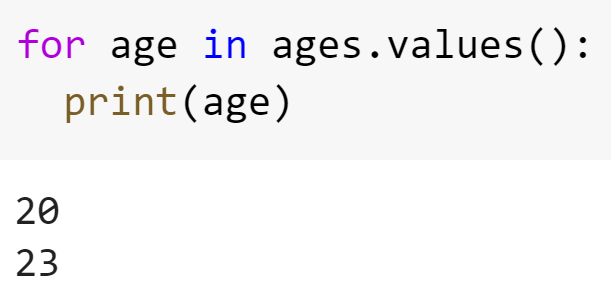 for age in ages.values():
  print(age)
20
23